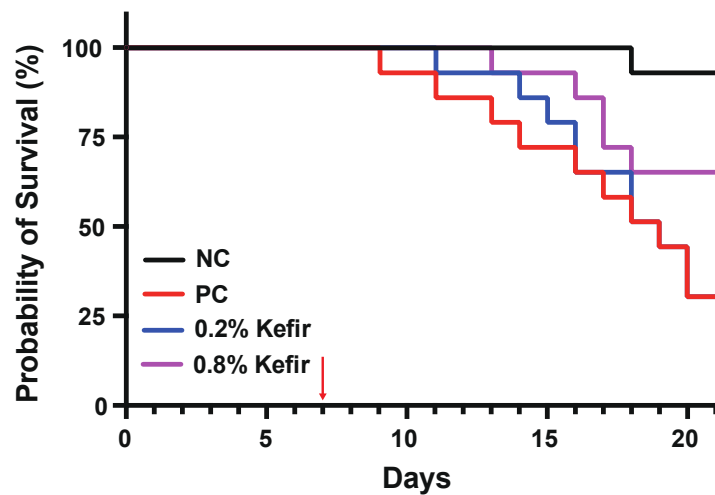 Probability of Survival (%)
100
75
50
25
0
NC
PC
0.2% Kefir
0.8% Kefir
0 5 10 15 20
Days